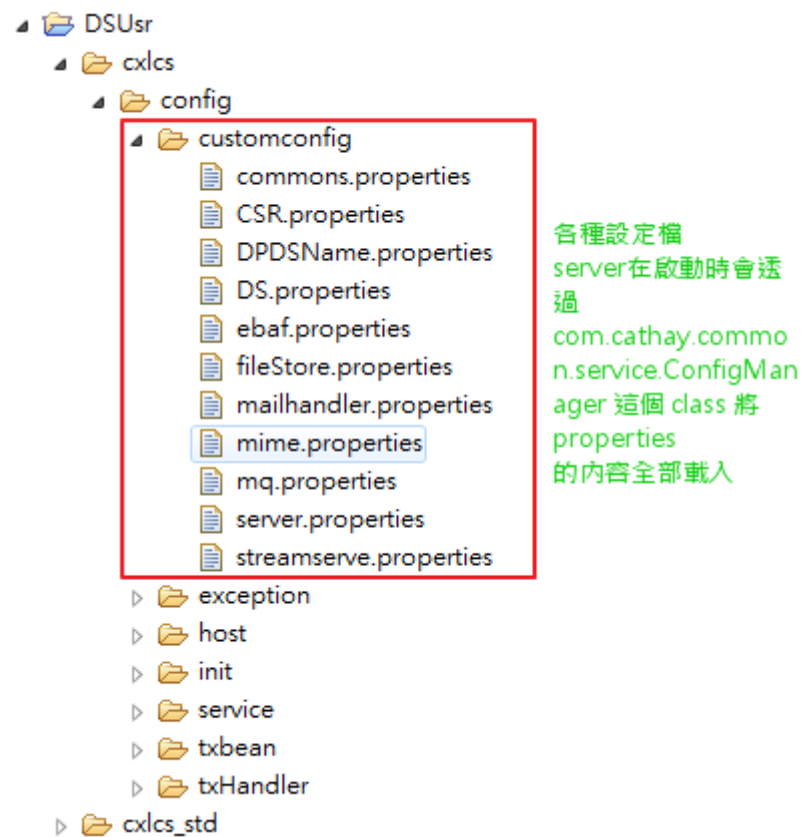 DSUsr
cxlcs
config
customconfig
commons.properties
CSR.properties
DPDSName.properties
DS.properties
ebaf.properties
fileStore.properties
mailhandler.properties
mime.properties
mq.properties
server.properties
streamserve.properties
各種設定檔
server在啟動時會透
過
com.cathay.commo
n.service.ConfigMan
ager 這個 class 將
properties
的內容全部載入
exception
host
init
service
txbean
txHandler
cxlcs_std